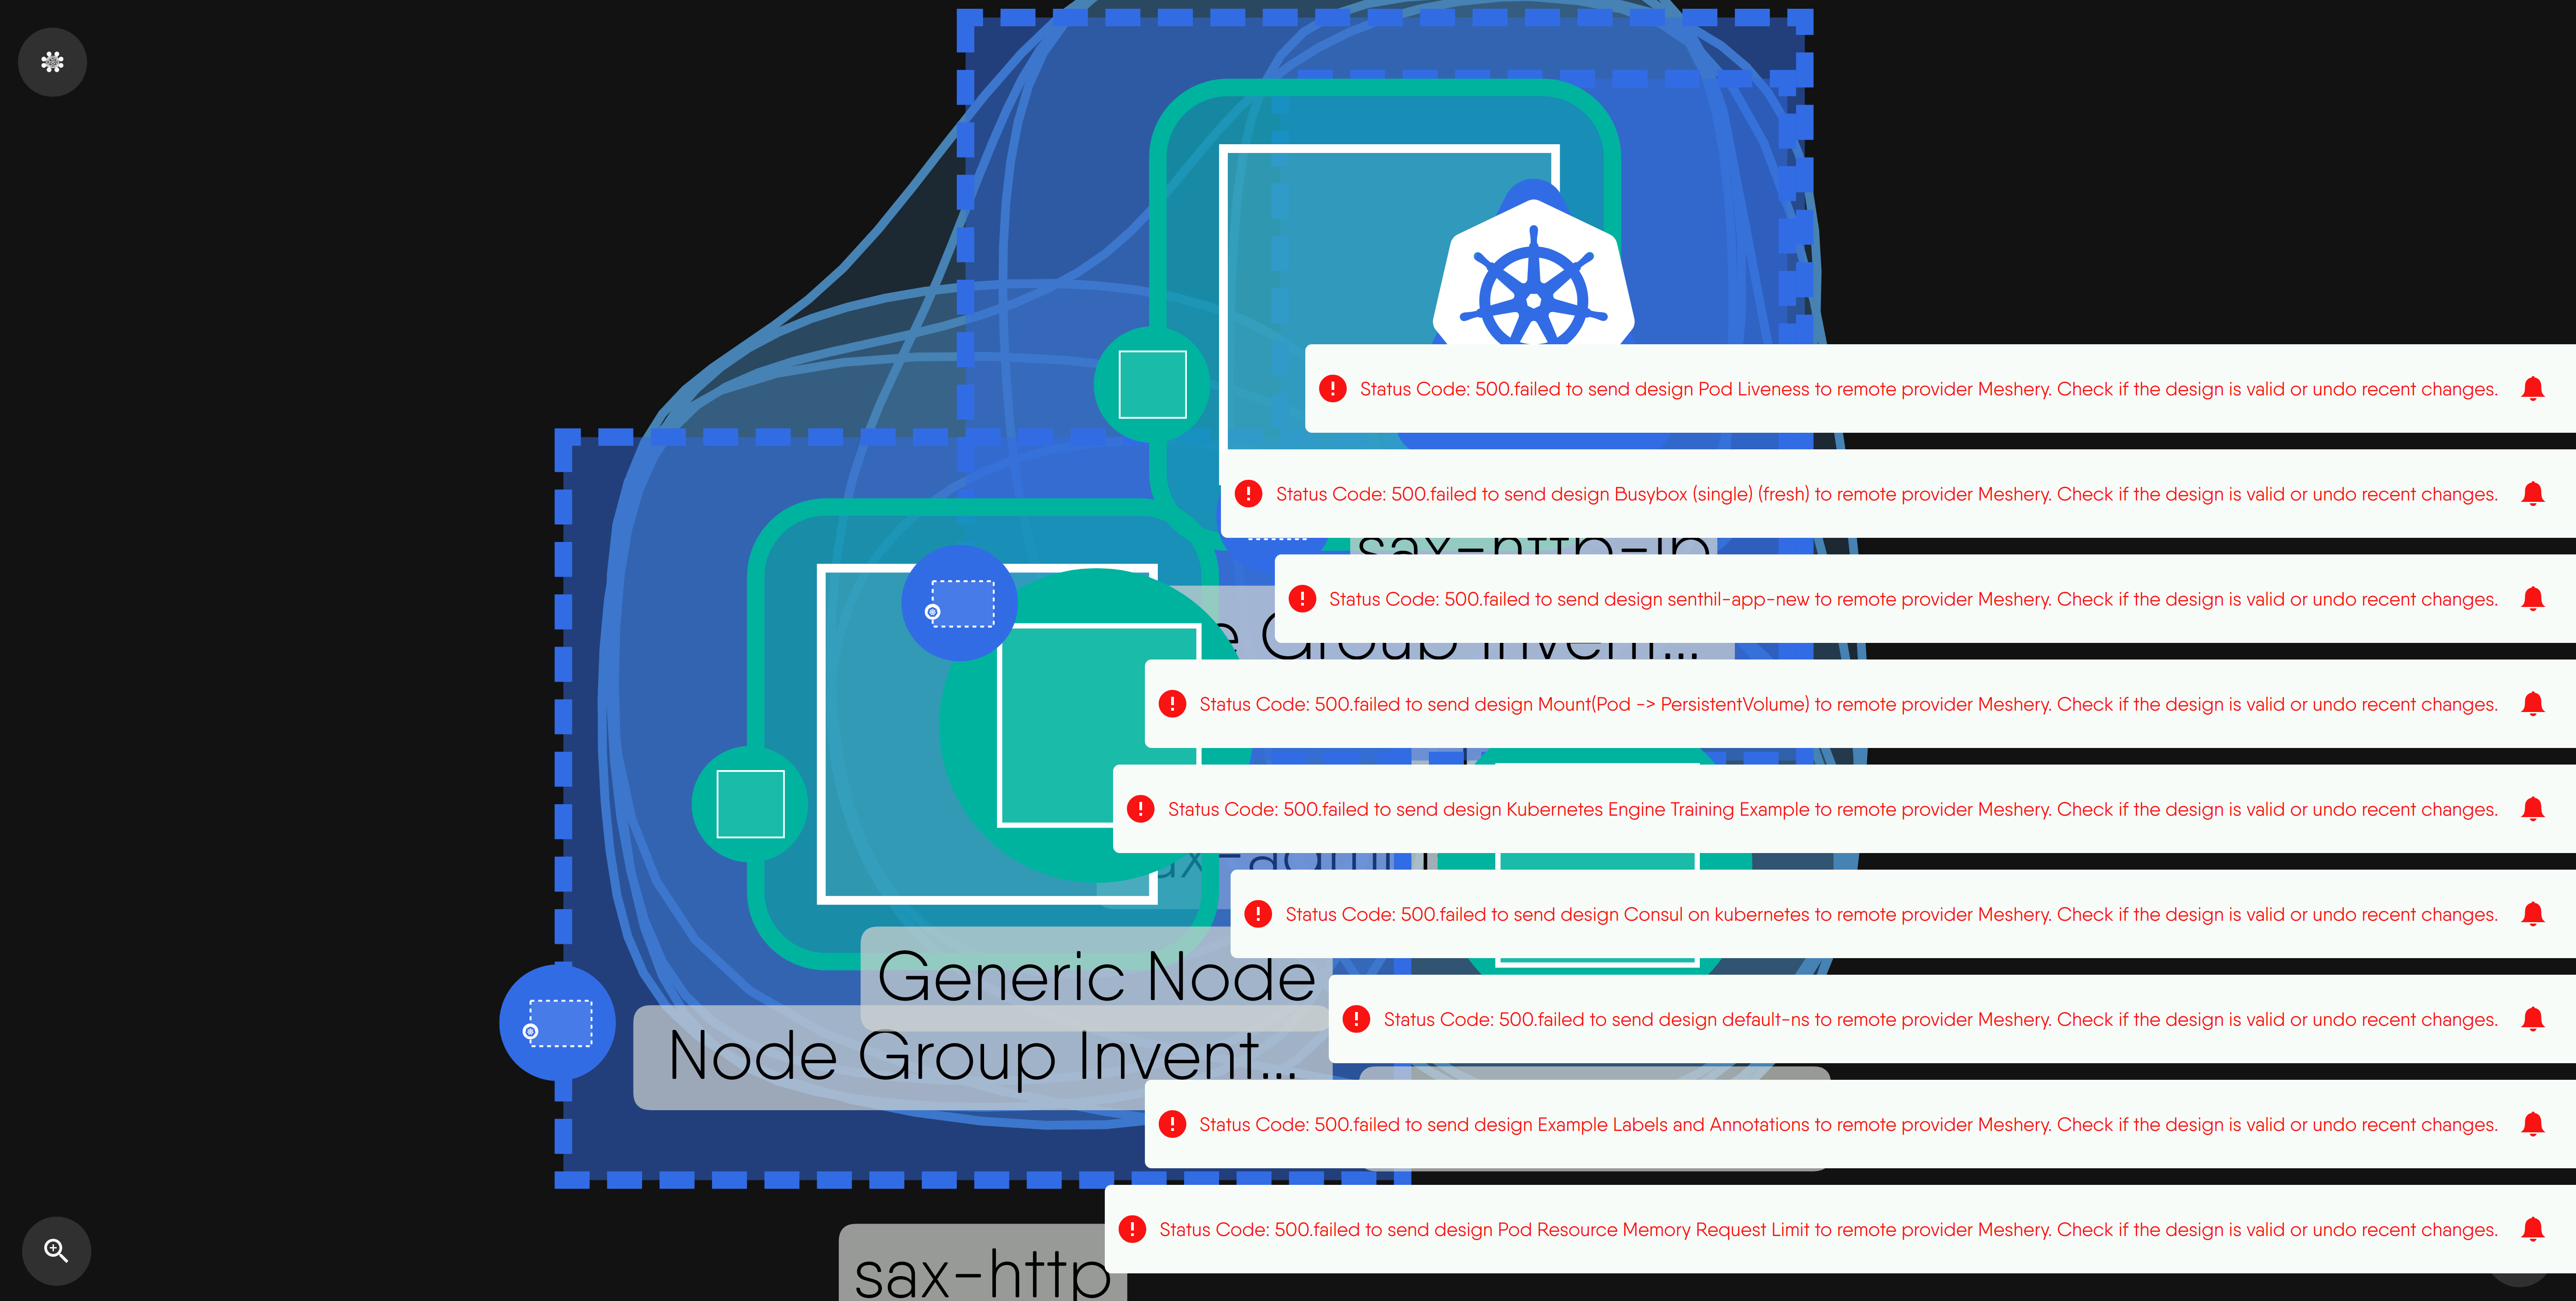 Status Code: 500.failed to send design Pod Liveness to remote provider Meshery. Check if the design is valid or undo recent changes.
Status Code: 500.failed to send design Busybox (single) (fresh) to remote provider Meshery. Check if the design is valid or undo recent changes.
sax-http-lb
Status Code: 500.failed to send design senthil-app-new to remote provider Meshery. Check if the design is valid or undo recent changes.
Group Invent...
Status Code: 500.failed to send design Mount(Pod -> PersistentVolume) to remote provider Meshery. Check if the design is valid or undo recent changes.
Status Code: 500.failed to send design Kubernetes Engine Training Example to remote provider Meshery. Check if the design is valid or undo recent changes.
Status Code: 500.failed to send design Consul on kubernetes to remote provider Meshery. Check if the design is valid or undo recent changes.
Generic Node
Status Code: 500.failed to send design default-ns to remote provider Meshery. Check if the design is valid or undo recent changes.
Node Group Invent...
Status Code: 500.failed to send design Example Labels and Annotations to remote provider Meshery. Check if the design is valid or undo recent changes.
Status Code: 500.failed to send design Pod Resource Memory Request Limit to remote provider Meshery. Check if the design is valid or undo recent changes.
sax-http